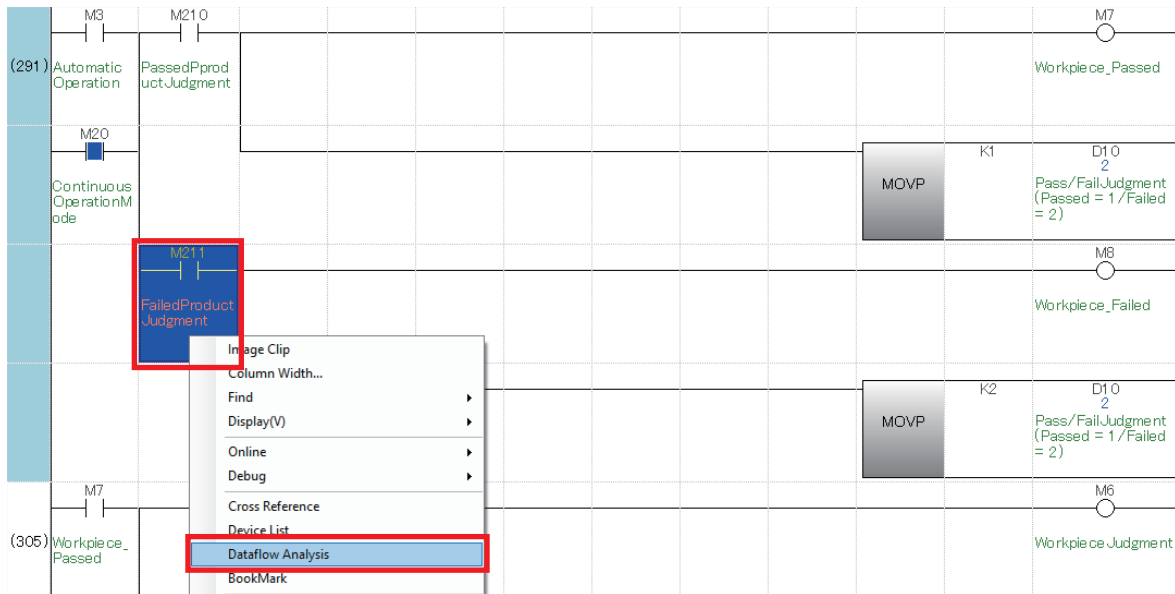 M3
M210
M7
(291)
Automatic
Operation
PassedPprod
uctJudgment
Workpiece_Passed
M20
Continuous
OperationM
ode
MOVP
K1
D10
2
Pass/FailJudgment
(Passed = 1/Failed
= 2)
M211
FailedProduct
Judgment
M8
Workpiece_Failed
Image Clip
Column Width...
Find
Display(V)
Online
Debug
Cross Reference
Device List
Dataflow Analysis
BookMark
MOVP
K2
D10
2
Pass/FailJudgment
(Passed = 1/Failed
= 2)
M7
M6
(305)
Workpiece_
Passed
WorkpieceJudgment